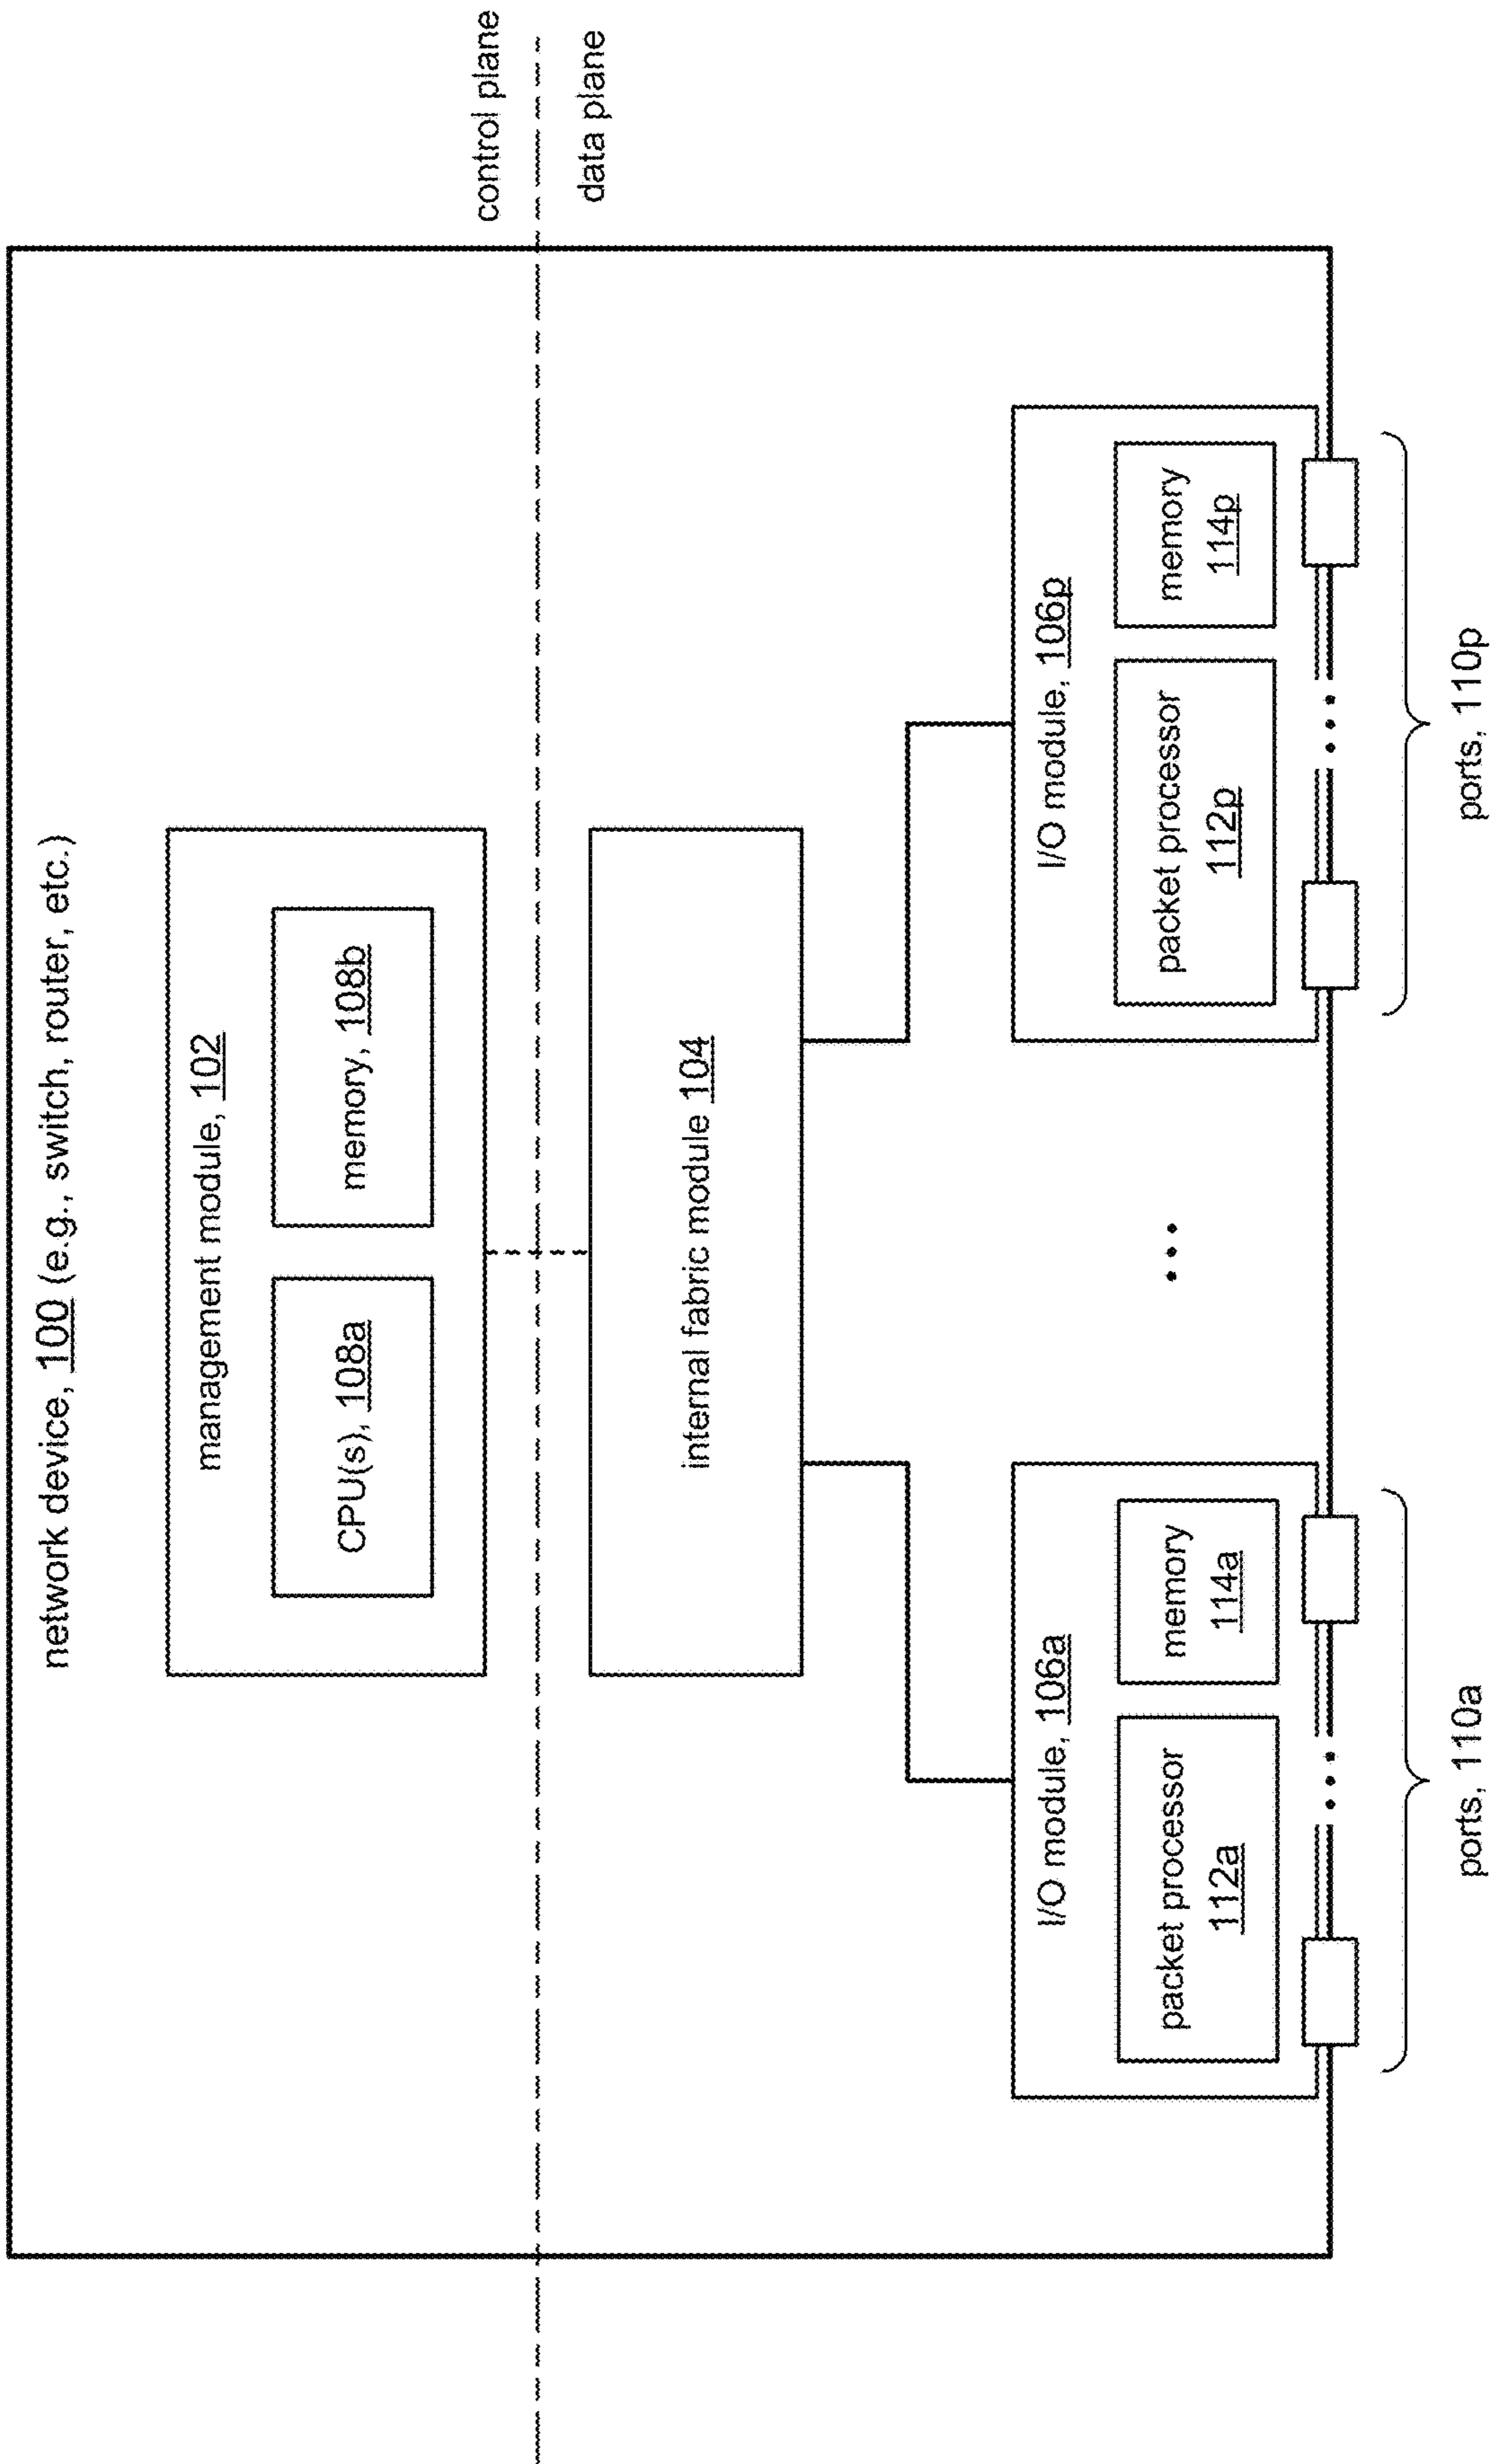 network device, 100 (e.g., switch, router, etc.)
management module, 102
CPU(s), 108a
memory, 108b
control plane
data plane
internal fabric module 104
I/O module, 106a
packet processor
112a
memory
114a
...
I/O module, 106p
packet processor
112p
memory
114p
...
...
ports, 110a
ports, 110p